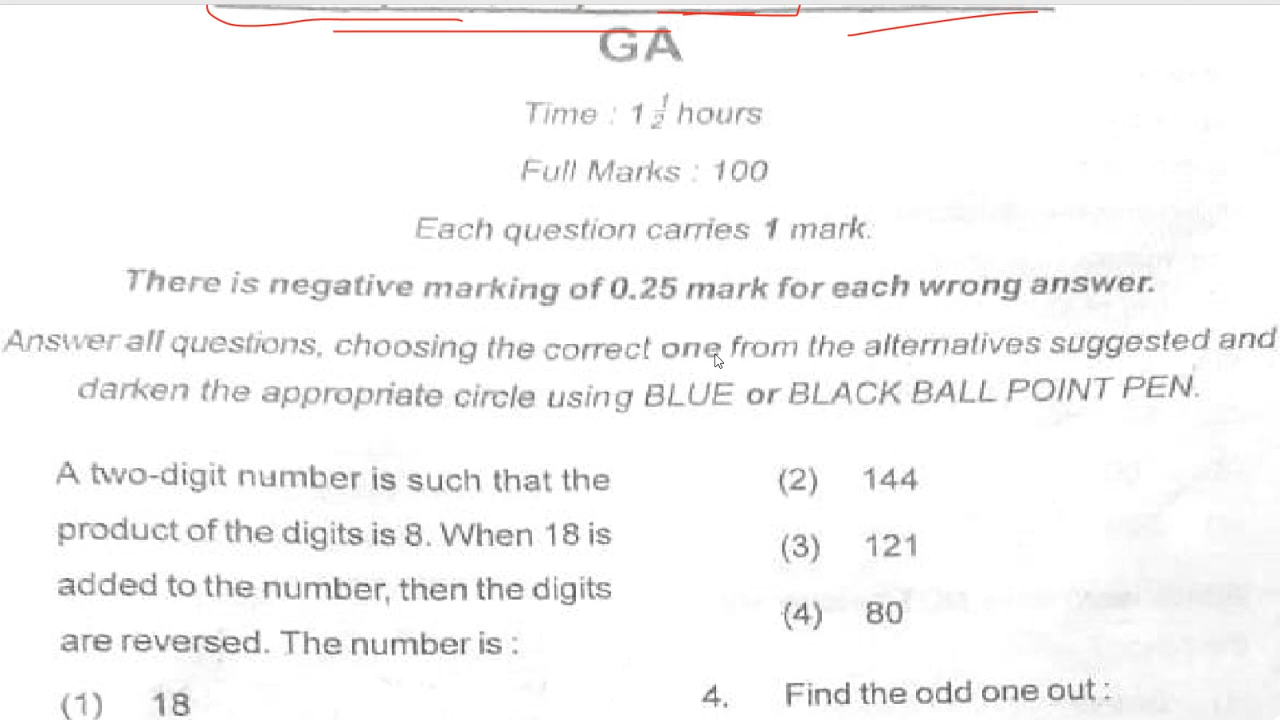 GA
Time : 1 1/2 hours
Full Marks : 100
Each question carries 1 mark.
There is negative marking of 0.25 mark for each wrong answer.
Answer all questions, choosing the correct one from the alternatives suggested and
darken the appropriate circle using BLUE or BLACK BALL POINT PEN.
A two-digit number is such that the
product of the digits is 8. When 18 is
added to the number, then the digits
are reversed. The number is :
(1) 18
(2) 144
(3) 121
(4) 80
4. Find the odd one out :